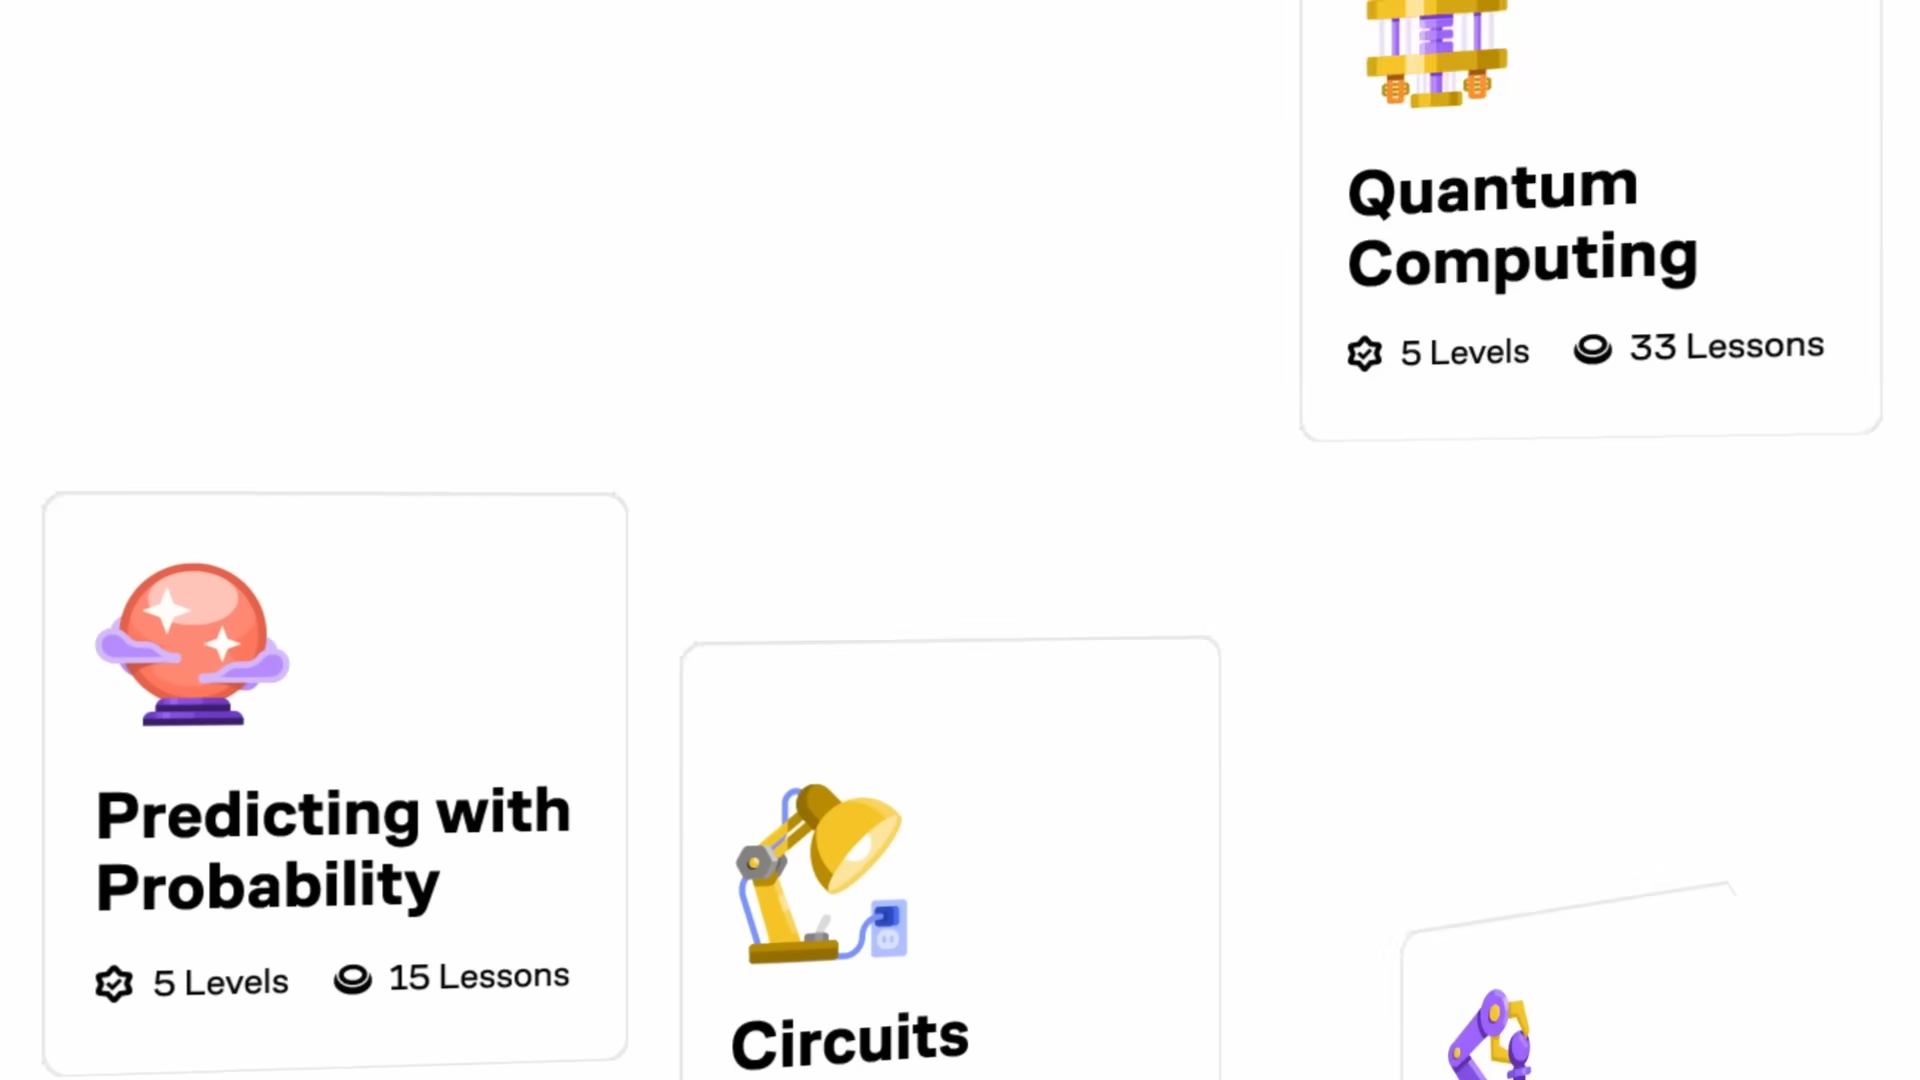 Quantum
Computing
5 Levels 33 Lessons
Predicting with
Probability
5 Levels 15 Lessons
Circuits